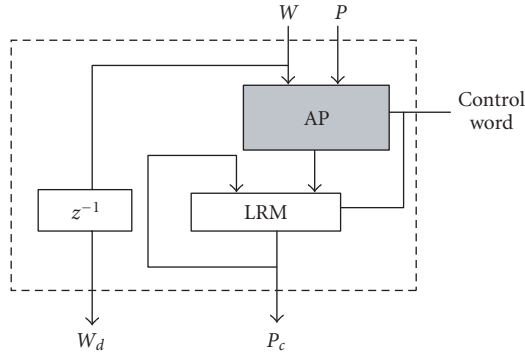 W P
AP
Control
word
z⁻¹
LRM
W_d P_c